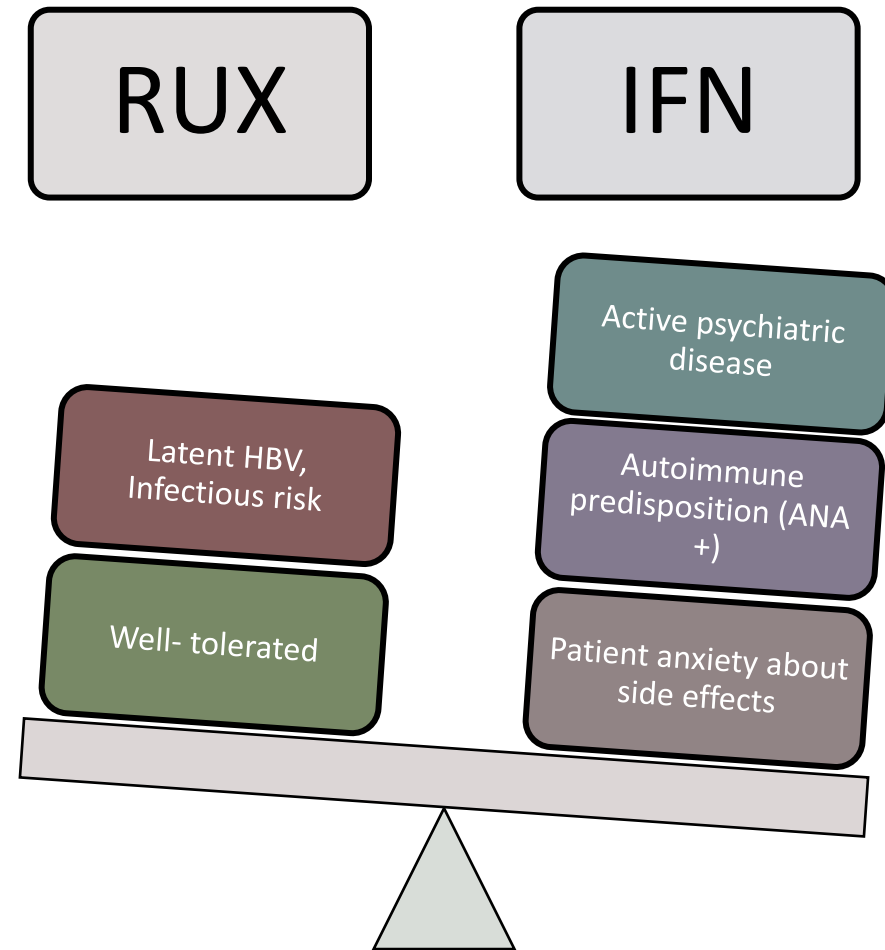 RUX
IFN
Active psychiatric
disease
Latent HBV,
Infectious risk
Autoimmune
predisposition (ANA
+)
Well- tolerated
Patient anxiety about
side effects